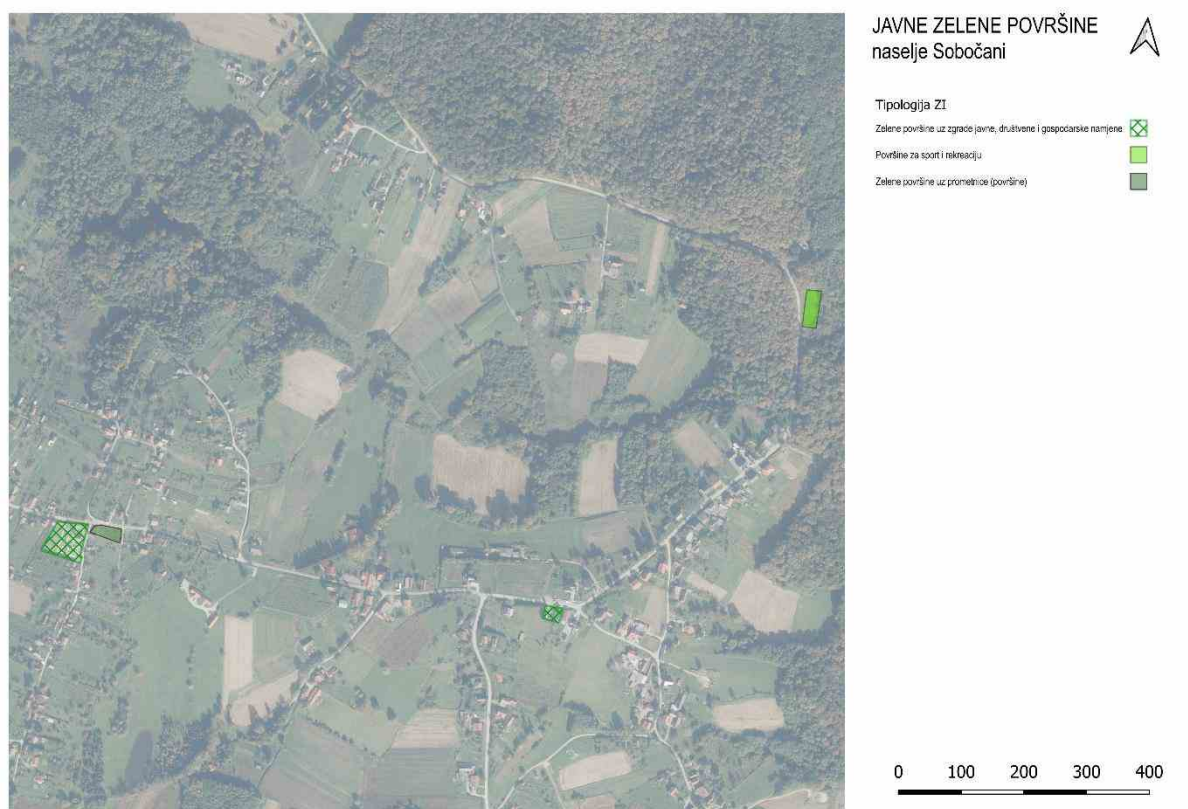 JAVNE ZELENE POVRŠINE
naselje Sobočani
Tipologija ZI
Zelene površine uz zgrade javne, društvene i gospodarske namjene
Površine za sport i rekreaciju
Zelene površine uz prometnice (površine)
0 100 200 300 400